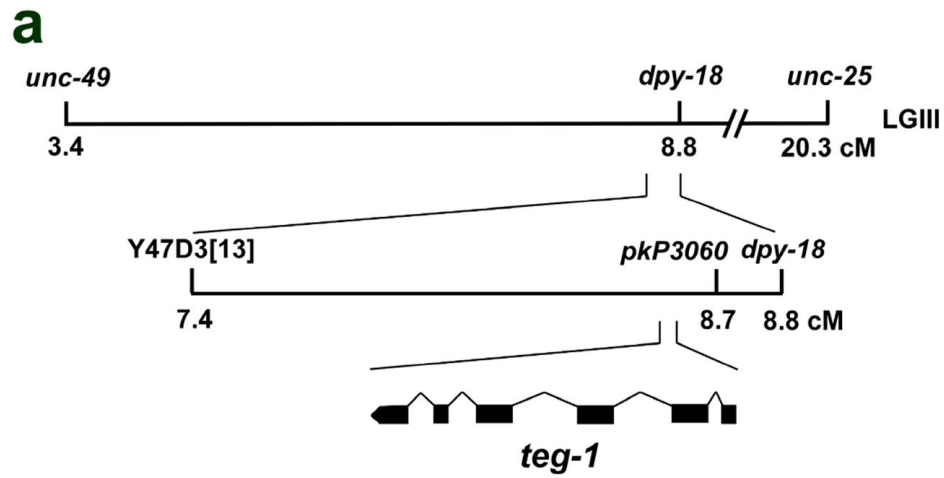 a
unc-49 dpy-18 unc-25
LGIII
3.4 8.8 20.3 cM
Y47D3[13] pkP3060 dpy-18
7.4 8.7 8.8 cM
teg-1